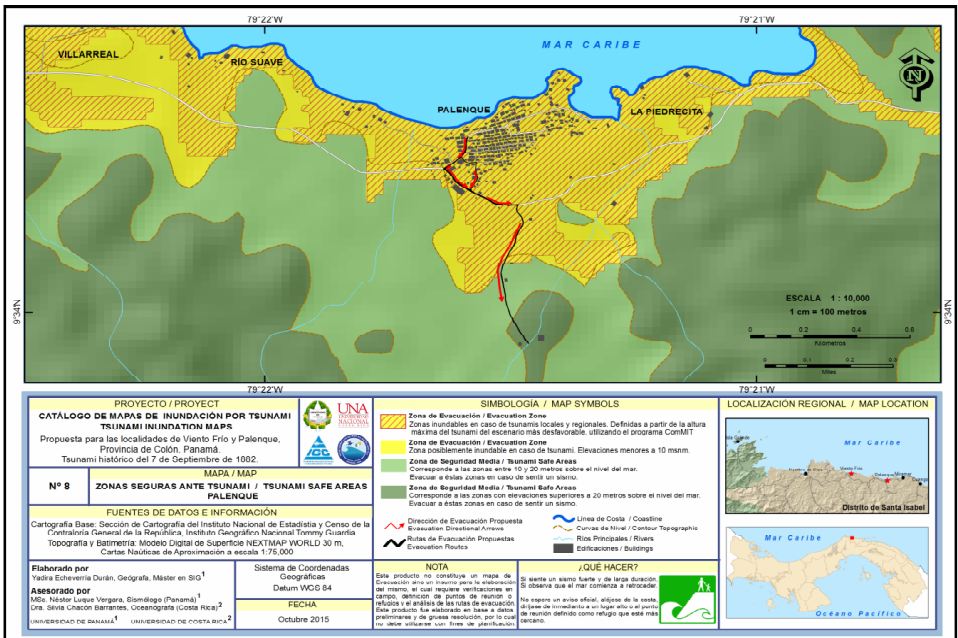 79°22'W
79°21'W
MAR CARIBE
VILLARREAL
RÍO SUAVE
PALENQUE
LA PIEDRECITA
N
9°34'N
9°34'N
ESCALA 1 : 10,000
1 cm = 100 metros
0 0.2 0.4 0.6
Kilometros
0 0.1 0.2 0.3
Miles
79°22'W
79°21'W
PROYECTO / PROYECT
CATÁLOGO DE MAPAS DE INUNDACIÓN POR TSUNAMI
TSUNAMI INUNDATION MAPS
Propuesta para las localidades de Viento Frío y Palenque,
Provincia de Colón. Panamá.
Tsunami histórico del 7 de Septiembre de 1882.
UNA
IGC
MAPA / MAP
Nº 8
ZONAS SEGURAS ANTE TSUNAMI / TSUNAMI SAFE AREAS
PALENQUE
FUENTES DE DATOS E INFORMACIÓN
Cartografía Base: Sección de Cartografía del Instituto Nacional de Estadística y Censo de la
Contraloría General de la República, Instituto Geográfico Nacional Tommy Guardia
Topografía y Batimetría: Modelo Digital de Superficie NEXTMAP WORLD 30 m,
Cartas Naúticas de Aproximación a escala 1:75,000
Elaborado por
Yadira Echeverría Durán, Geógrafa, Máster en SIG1
Asesorado por
MSc. Néstor Luque Vergara, Sismólogo (Panamá)1
Dra. Silvia Chacón Barrantes, Oceanógrafa (Costa Rica)2
UNIVERSIDAD DE PANAMÁ1 UNIVERSIDAD DE COSTA RICA2
Sistema de Coordenadas
Geográficas
Datum WGS 84
FECHA
Octubre 2015
SIMBOLOGÍA / MAP SYMBOLS
Zona de Evacuación / Evacuation Zone
Zonas inundables en caso de tsunamis locales y regionales. Definidas a partir de la altura
máxima del tsunami del escenario más desfavorable, utilizando el programa ComMIT
Zona de Evacuación / Evacuation Zone
Zona posiblemente inundable en caso de tsunami. Elevaciones menores a 10 msnm.
Zona de Seguridad Media / Tsunami Safe Areas
Corresponde a las zonas entre 10 y 20 metros sobre el nivel del mar.
Evacuar a éstas zonas en caso de sentir un sismo.
Zona de Seguridad Media / Tsunami Safe Areas
Corresponde a las zonas con elevaciones superiores a 20 metros sobre el nivel del mar.
Evacuar a éstas zonas en caso de sentir un sismo.
Dirección de Evacuación Propuesta
Evacuation Directional Arrows
Rutas de Evacuación Propuestas
Evacuation Routes
Línea de Costa / Coastline
Curvas de Nivel / Contour Topographic
Ríos Principales / Rivers
Edificaciones / Buildings
NOTA
Este producto no constituye un mapa de
Evacuación sino un insumo para la elaboración
del mismo, el cual requiere verificaciones en
campo, definición de puntos de reunión o
refugios y el análisis de las rutas de evacuación.
Este producto fue elaborado en base a datos
preliminares y de gruesa resolución, por lo cual
no debe utilizarse con fines de planificación.
¿QUÉ HACER?
Si siente un sismo fuerte y de larga duración.
Si observa que el mar comienza a retroceder.
No espere un aviso oficial, aléjese de la costa,
diríjase de inmediato a un lugar alto o al punto
de reunión definido como refugio que esté más
cercano.
LOCALIZACIÓN REGIONAL / MAP LOCATION
Mar Caribe
Viento Frío
Palenque
Distrito de Santa Isabel
Mar Caribe
Océano Pacífico